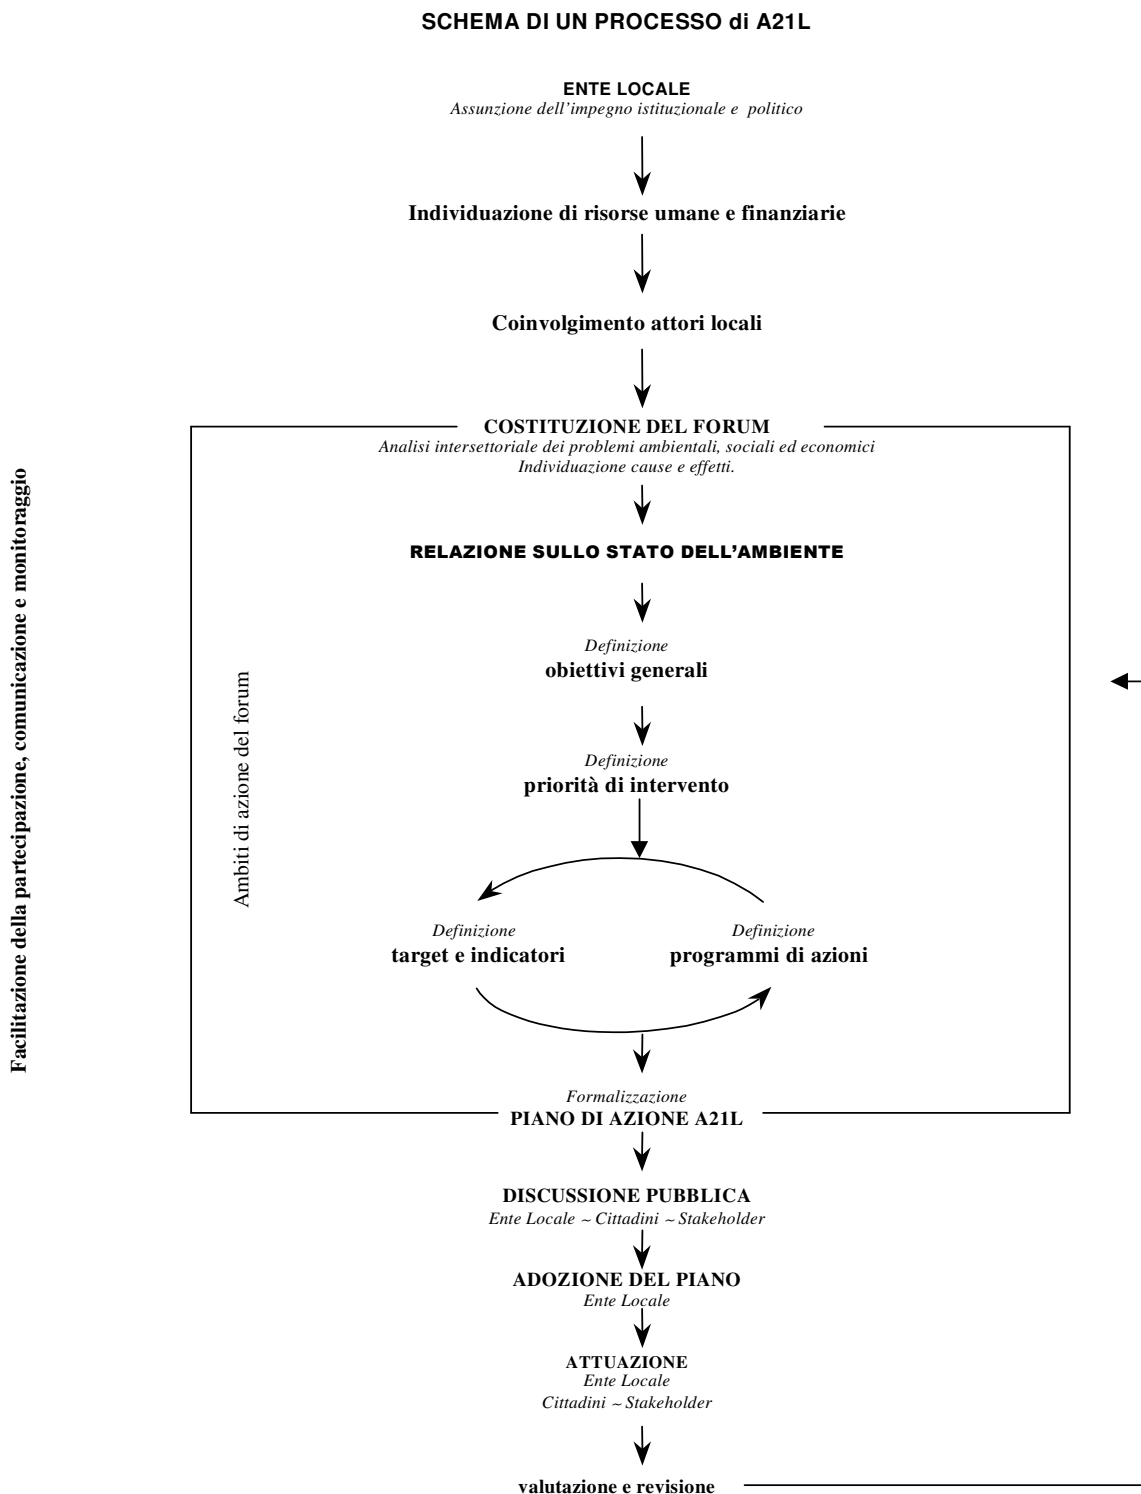 SCHEMA DI UN PROCESSO di A21L
ENTE LOCALE
Assunzione dell'impegno istituzionale e politico
Individuazione di risorse umane e finanziarie
Coinvolgimento attori locali
COSTITUZIONE DEL FORUM
Analisi intersettoriale dei problemi ambientali, sociali ed economici
Individuazione cause e effetti.
RELAZIONE SULLO STATO DELL'AMBIENTE
Definizione
obiettivi generali
Definizione
priorità di intervento
Definizione
target e indicatori
Definizione
programmi di azioni
Formalizzazione
PIANO DI AZIONE A21L
DISCUSSIONE PUBBLICA
Ente Locale ~ Cittadini ~ Stakeholder
ADOZIONE DEL PIANO
Ente Locale
ATTUAZIONE
Ente Locale
Cittadini ~ Stakeholder
valutazione e revisione
Facilitazione della partecipazione, comunicazione e monitoraggio
Ambiti di azione del forum